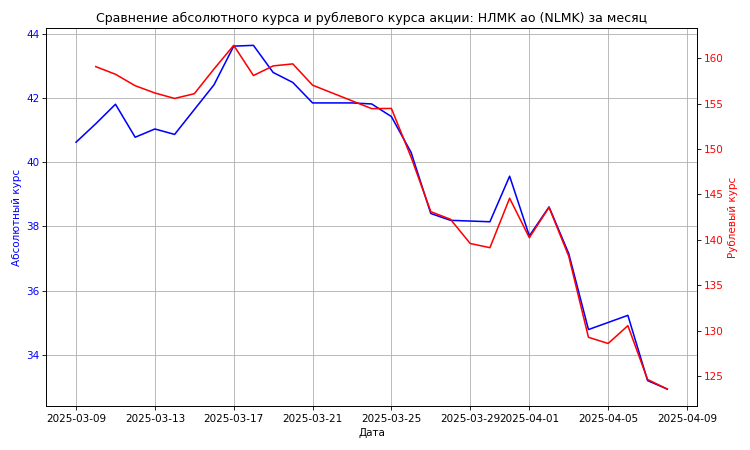 Сравнение абсолютного курса и рублевого курса акции: НЛМК ао (NLMK) за месяц
44
42
40
38
36
34
Абсолютный курс
160
155
150
145
140
135
130
125
Рублевый курс
2025-03-09 2025-03-13 2025-03-17 2025-03-21 2025-03-25 2025-03-29 2025-04-01 2025-04-05 2025-04-09
Дата